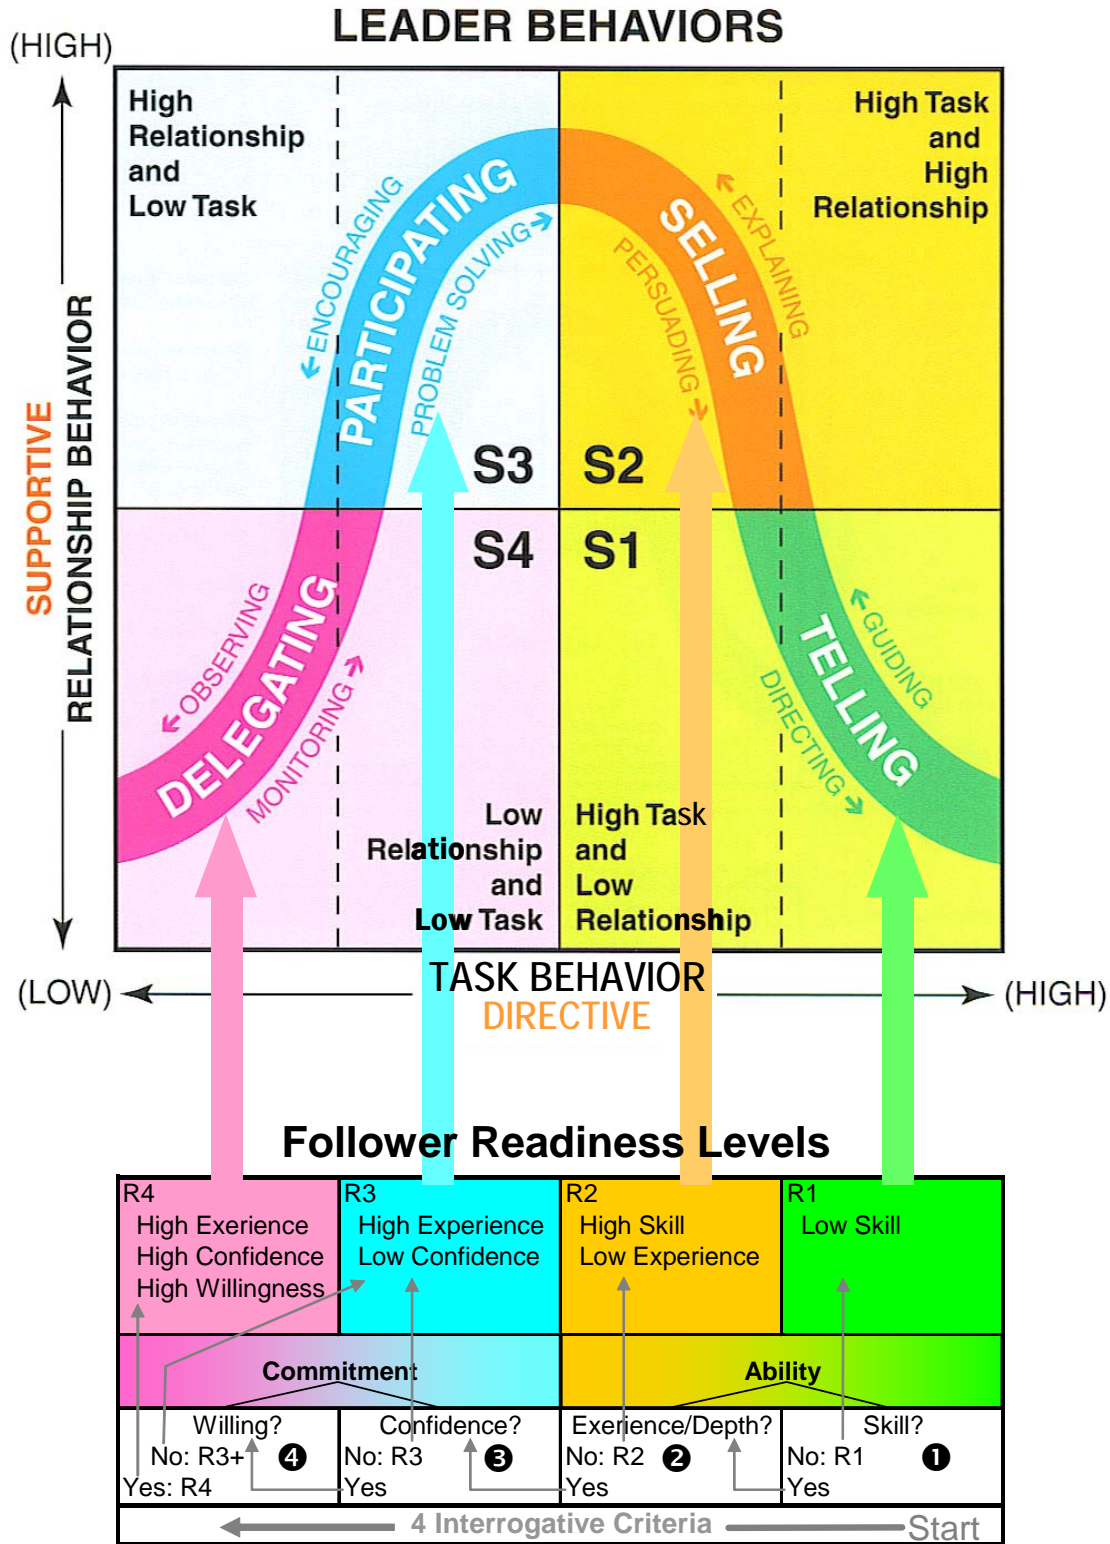 LEADER BEHAVIORS
(HIGH)
High
Relationship
and
Low Task
High Task
and
High
Relationship
ENCOURAGING
PARTICIPATING
PROBLEM SOLVING
SELLING
EXPLAINING
PERSUADING
SUPPORTIVE
RELATIONSHIP BEHAVIOR
S3
S2
S4
S1
OBSERVING
DELEGATING
MONITORING
GUIDING
TELLING
DIRECTING
Low
Relationship
and
Low Task
High Task
and
Low
Relationship
(LOW)
TASK BEHAVIOR
DIRECTIVE
(HIGH)
Follower Readiness Levels
R4
High Exerience
High Confidence
High Willingness
R3
High Experience
Low Confidence
R2
High Skill
Low Experience
R1
Low Skill
Commitment
Ability
Willing?
No: R3+ 4
Yes: R4
Confidence?
No: R3 3
Yes
Exerience/Depth?
No: R2 2
Yes
Skill?
No: R1 1
Yes
4 Interrogative Criteria
Start